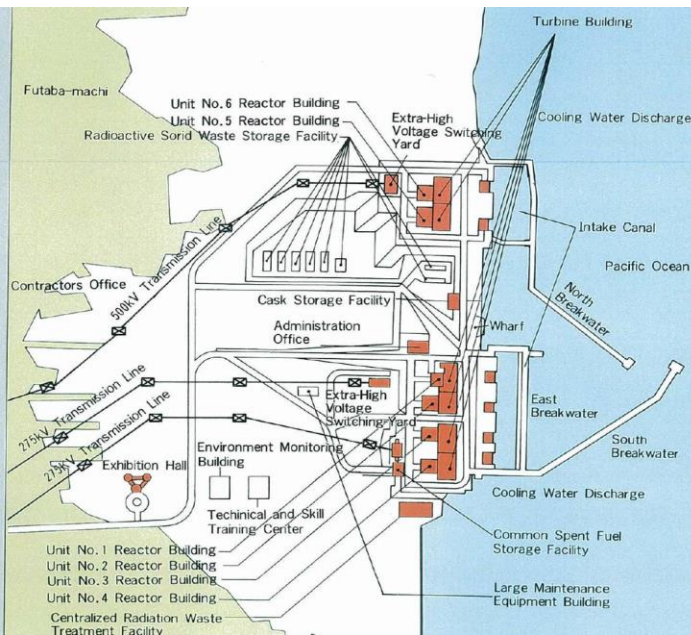 Turbine Building
Futaba-machi
Unit No.6 Reactor Building
Unit No.5 Reactor Building
Radioactive Sorid Waste Storage Facility
Extra-High
Voltage Switching
Yard
Cooling Water Discharge
Intake Canal
Pacific Ocean
500kV Transmission Line
Contractors Office
Cask Storage Facility
North
Breakwater
Administration
Office
Wharf
275kV Transmission Line
275kV Transmission Line
Extra-High
Voltage
Switching Yard
East
Breakwater
South
Breakwater
Environment Monitoring
Building
Exhibition Hall
Techinical and Skill
Training Center
Cooling Water Discharge
Common Spent Fuel
Storage Facility
Unit No.1 Reactor Building
Unit No.2 Reactor Building
Unit No.3 Reactor Building
Unit No.4 Reactor Building
Large Maintenance
Equipment Building
Centralized Radiation Waste
Treatment Facility